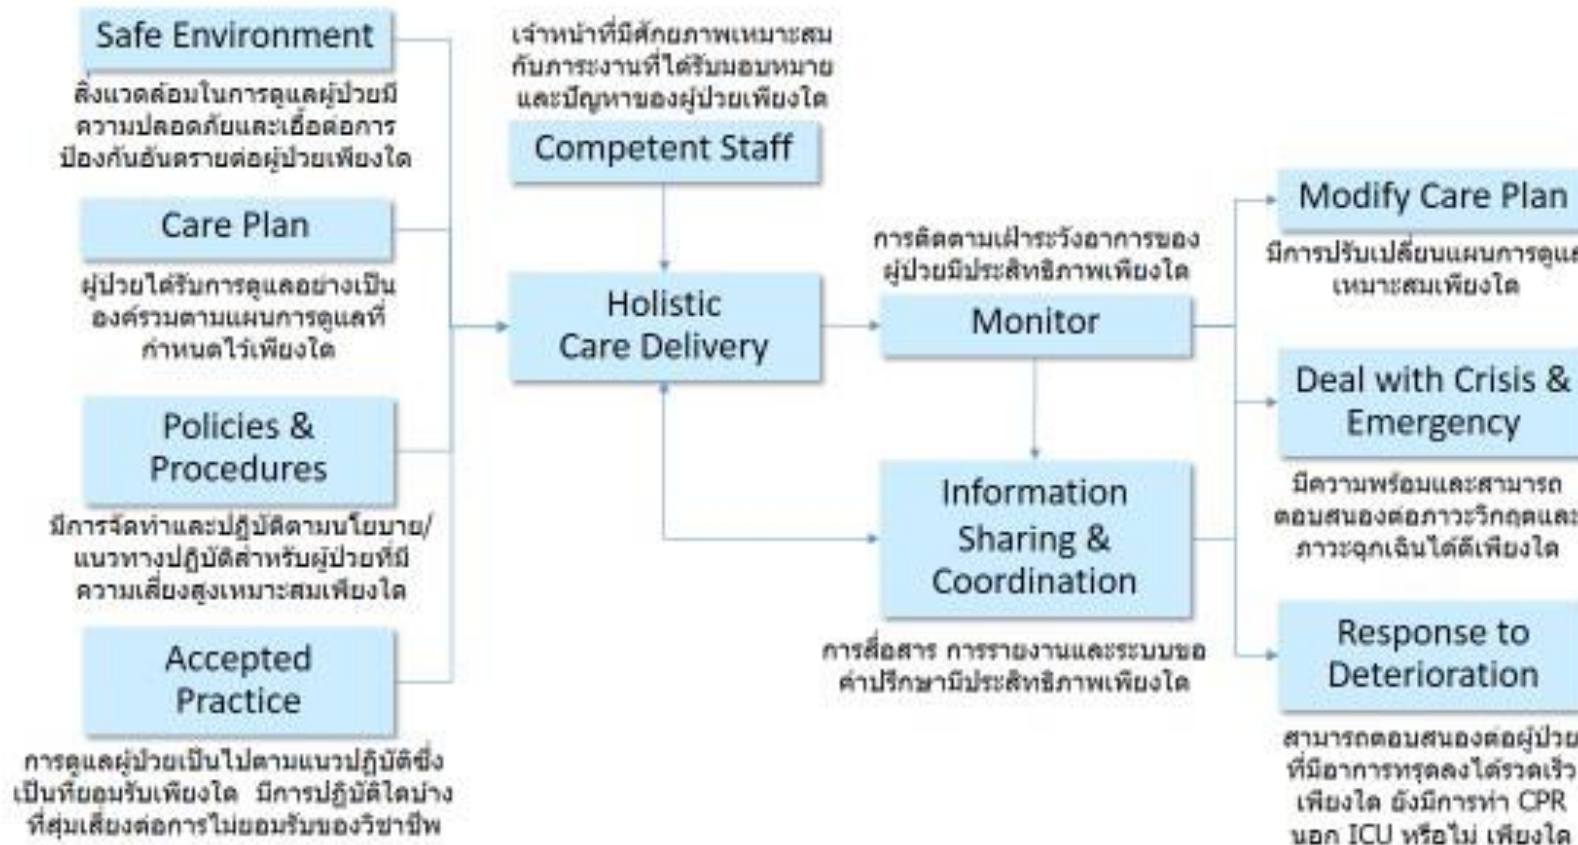 Safe Environment
สิ่งแวดล้อมในการดูแลผู้ป่วยมี
ความปลอดภัยและเอื้อต่อการ
ป้องกันอันตรายต่อผู้ป่วยเพียงใด
Care Plan
ผู้ป่วยได้รับการดูแลอย่างเป็น
องค์รวมตามแผนการดูแลที่
กำหนดไว้เพียงใด
Policies &
Procedures
มีการจัดทำและปฏิบัติตามนโยบาย/
แนวทางปฏิบัติสำหรับผู้ป่วยที่มี
ความเสี่ยงสูงเหมาะสมเพียงใด
Accepted
Practice
การดูแลผู้ป่วยเป็นไปตามแนวปฏิบัติซึ่ง
เป็นที่ยอมรับเพียงใด มีการปฏิบัติใดบ้าง
ที่สุ่มเสี่ยงต่อการไม่ยอมรับของวิชาชีพ
เจ้าหน้าที่มีศักยภาพเหมาะสม
กับภาระงานที่ได้รับมอบหมาย
และปัญหาของผู้ป่วยเพียงใด
Competent Staff
Holistic
Care Delivery
การติดตามเฝ้าระวังอาการของ
ผู้ป่วยมีประสิทธิภาพเพียงใด
Monitor
Information
Sharing &
Coordination
การสื่อสาร การรายงานและระบบขอ
คำปรึกษามีประสิทธิภาพเพียงใด
Modify Care Plan
มีการปรับเปลี่ยนแผนการดูแล
เหมาะสมเพียงใด
Deal with Crisis &
Emergency
มีความพร้อมและสามารถ
ตอบสนองต่อภาวะวิกฤตและ
ภาวะฉุกเฉินได้ดีเพียงใด
Response to
Deterioration
สามารถตอบสนองต่อผู้ป่วย
ที่มีอาการทรุดลงได้รวดเร็ว
เพียงใด ยังมีการทำ CPR
นอก ICU หรือไม่ เพียงใด